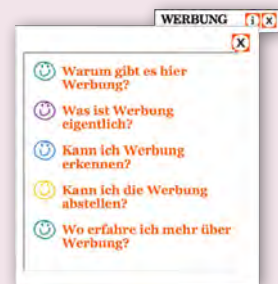 WERBUNG i X
X
Warum gibt es hier
Werbung?
Was ist Werbung
eigentlich?
Kann ich Werbung
erkennen?
Kann ich die Werbung
abstellen?
Wo erfahre ich mehr über
Werbung?